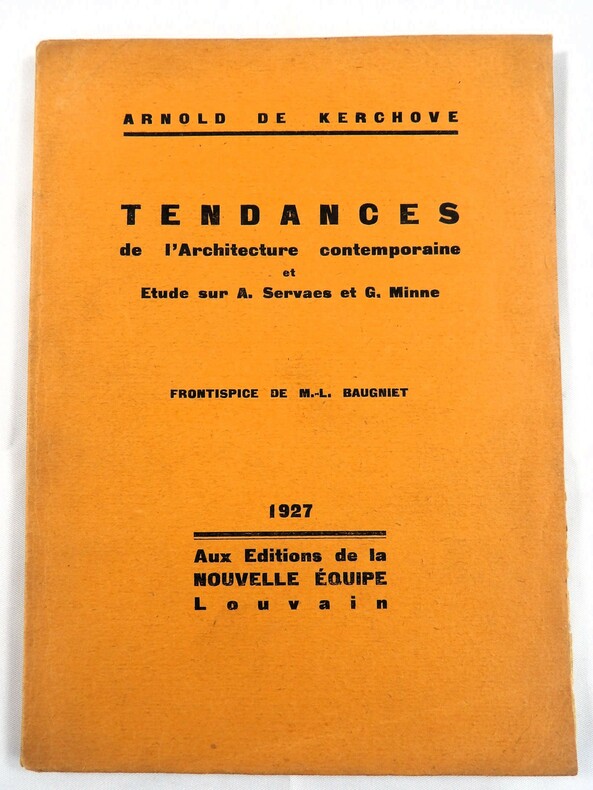 ARNOLD DE KERCHOVE
TENDANCES
de l'Architecture contemporaine
et
Etude sur A. Servaes et G. Minne
FRONTISPICE DE M.-L. BAUGNIET
1927
Aux Editions de la
NOUVELLE ÉQUIPE
Louvain